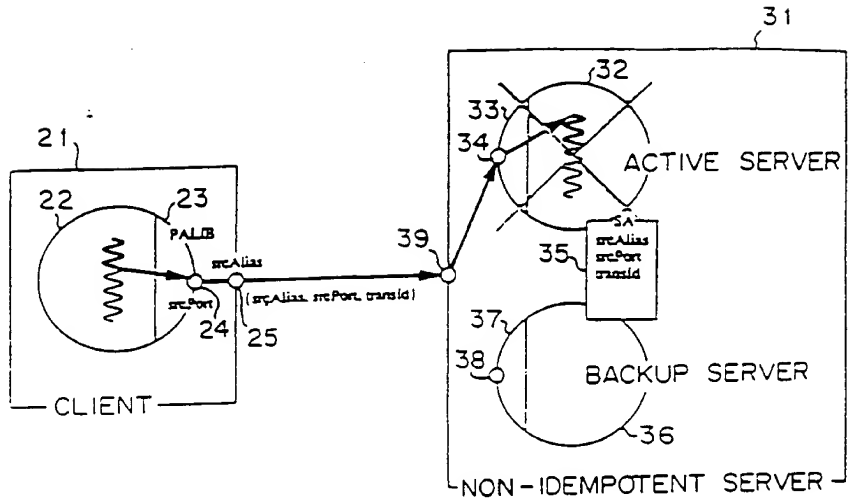 31
32
33
34
ACTIVE SERVER
21
22
23
PALIB
srcAlias
srcPort
24
25
(srcAlias, srcPort, transId)
39
SA
35
srcAlias
srcPort
transId
37
38
BACKUP SERVER
36
CLIENT
NON-IDEMPOTENT SERVER